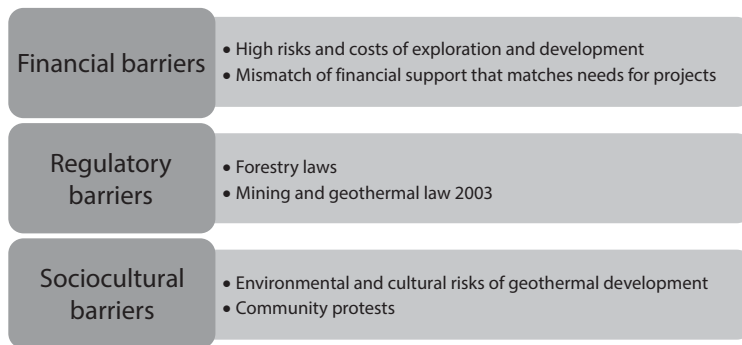 Financial barriers
• High risks and costs of exploration and development
• Mismatch of financial support that matches needs for projects
Regulatory
barriers
• Forestry laws
• Mining and geothermal law 2003
Sociocultural
barriers
• Environmental and cultural risks of geothermal development
• Community protests